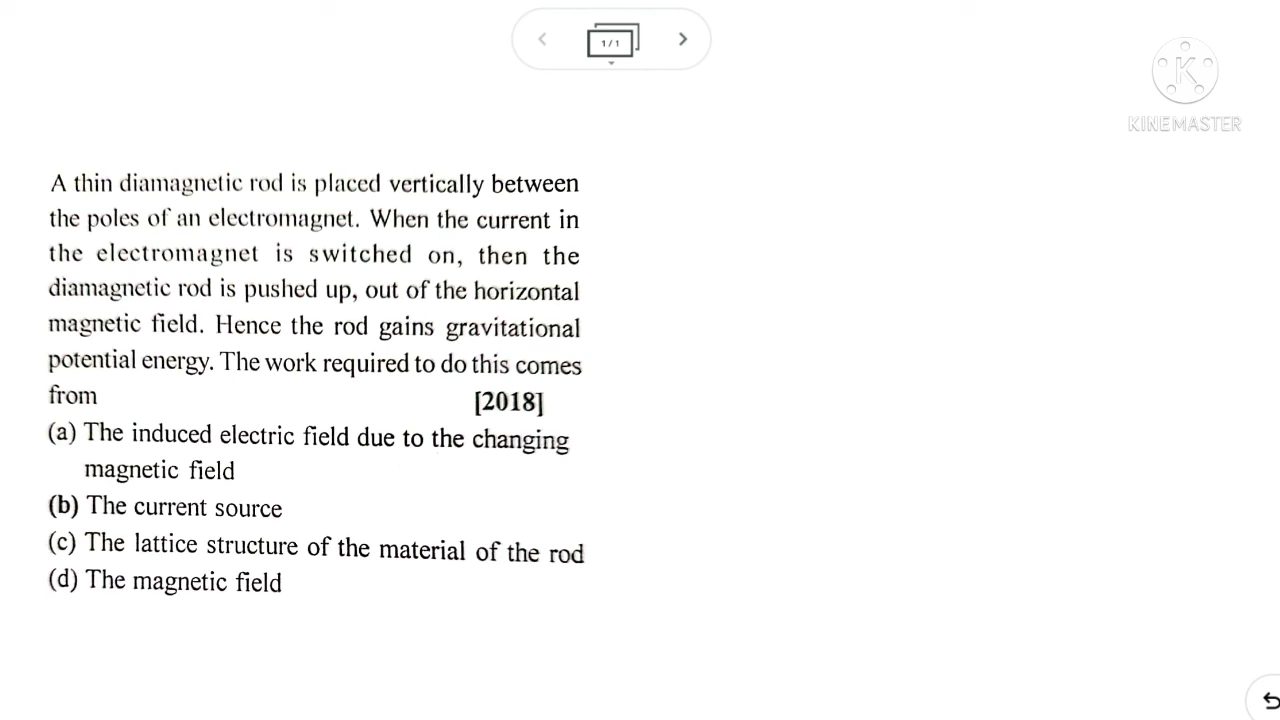 1/1
KINEMASTER
A thin diamagnetic rod is placed vertically between
the poles of an electromagnet. When the current in
the electromagnet is switched on, then the
diamagnetic rod is pushed up, out of the horizontal
magnetic field. Hence the rod gains gravitational
potential energy. The work required to do this comes
from [2018]
(a) The induced electric field due to the changing
magnetic field
(b) The current source
(c) The lattice structure of the material of the rod
(d) The magnetic field